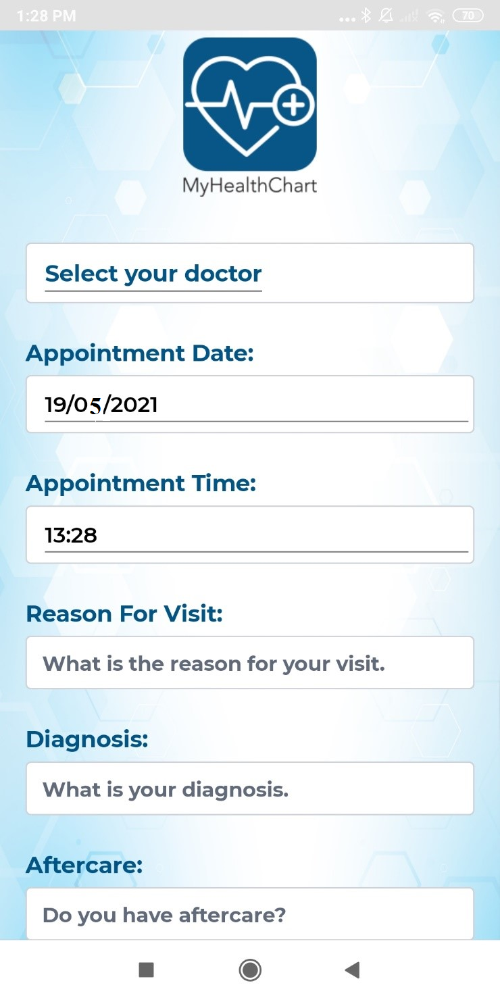 1:28 PM
70
MyHealthChart
Select your doctor
Appointment Date:
19/05/2021
Appointment Time:
13:28
Reason For Visit:
What is the reason for your visit.
Diagnosis:
What is your diagnosis.
Aftercare:
Do you have aftercare?